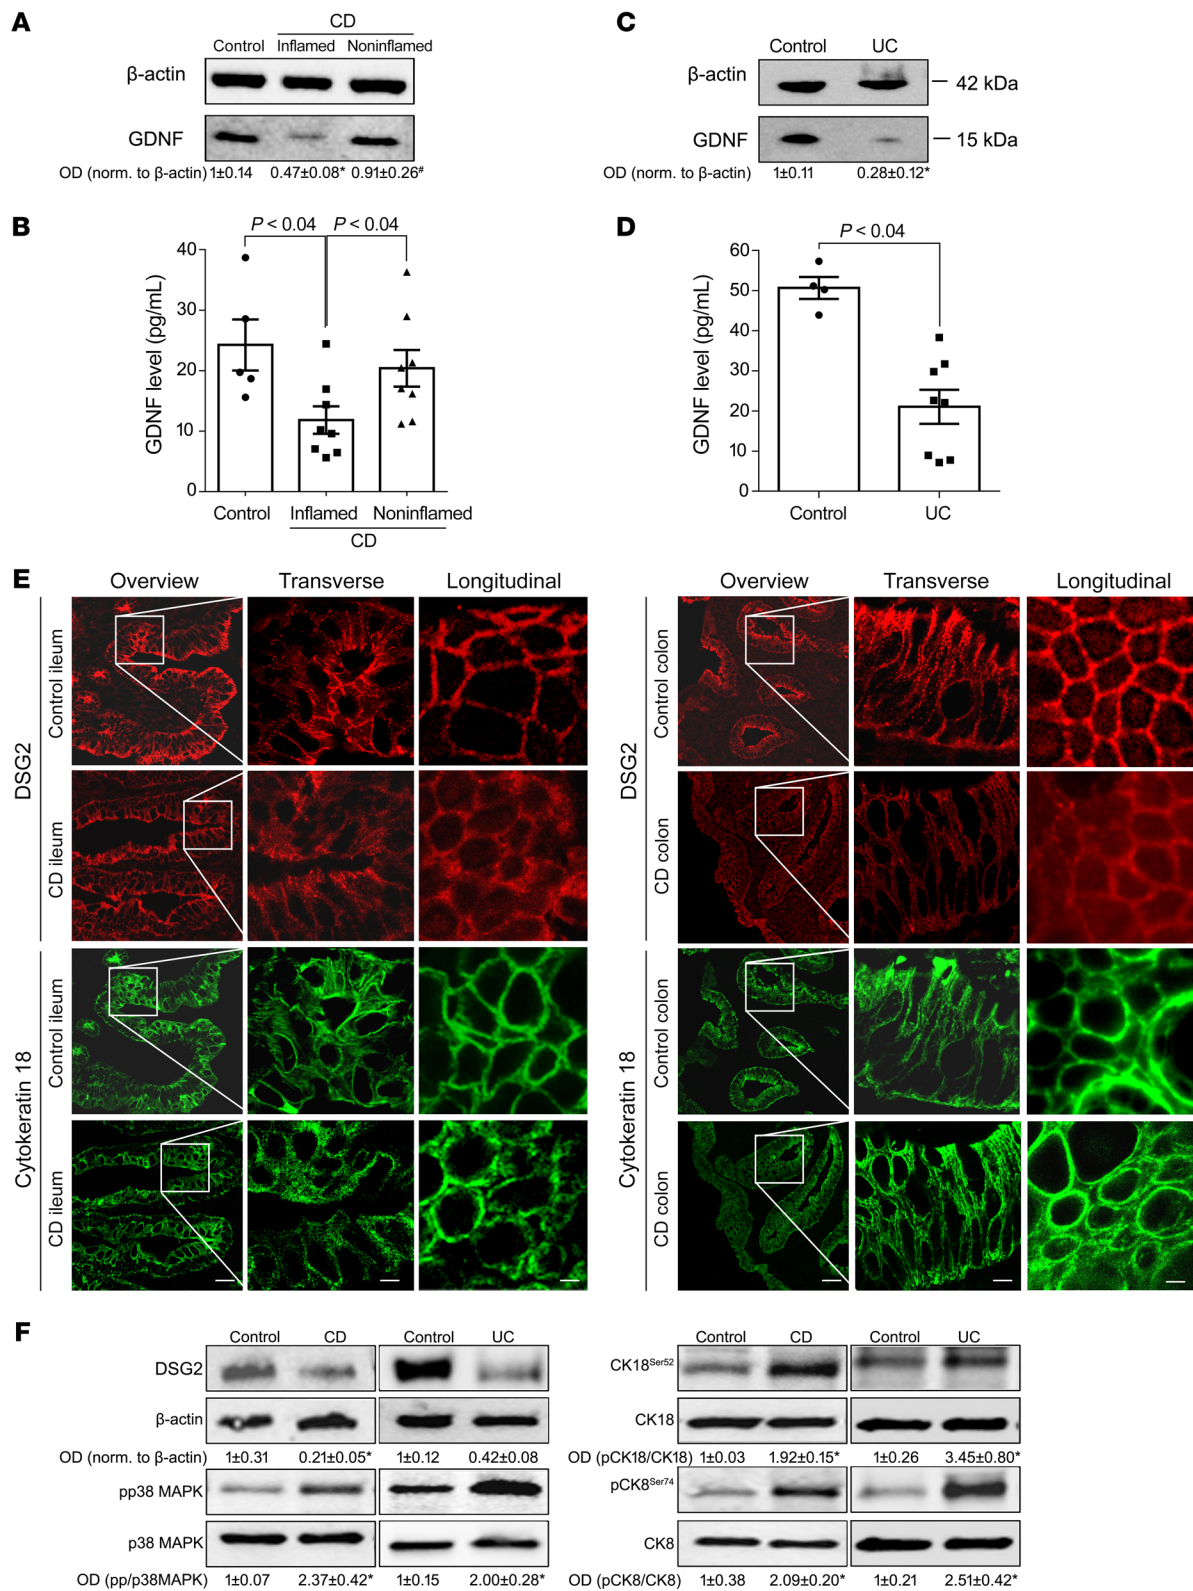 A
CD
Control Inflamed Noninflamed
β-actin
GDNF
OD (norm. to β-actin) 1±0.14 0.47±0.08* 0.91±0.26#
C
Control UC
β-actin
42 kDa
GDNF
15 kDa
OD (norm. to β-actin) 1±0.11 0.28±0.12*
B
P < 0.04 P < 0.04
GDNF level (pg/mL)
40
30
20
10
0
Control Inflamed Noninflamed
CD
D
P < 0.04
GDNF level (pg/mL)
60
50
40
30
20
10
0
Control UC
E
Overview Transverse Longitudinal
DSG2
Control ileum
CD ileum
Cytokeratin 18
Control ileum
CD ileum
Overview Transverse Longitudinal
DSG2
Control colon
CD colon
Cytokeratin 18
Control colon
CD colon
F
Control CD Control UC
DSG2
β-actin
OD (norm. to β-actin) 1±0.31 0.21±0.05* 1±0.12 0.42±0.08
pp38 MAPK
p38 MAPK
OD (pp/p38MAPK) 1±0.07 2.37±0.42* 1±0.15 2.00±0.28*
Control CD Control UC
CK18Ser52
CK18
OD (pCK18/CK18) 1±0.03 1.92±0.15* 1±0.26 3.45±0.80*
pCK8Ser74
CK8
OD (pCK8/CK8) 1±0.38 2.09±0.20* 1±0.21 2.51±0.42*